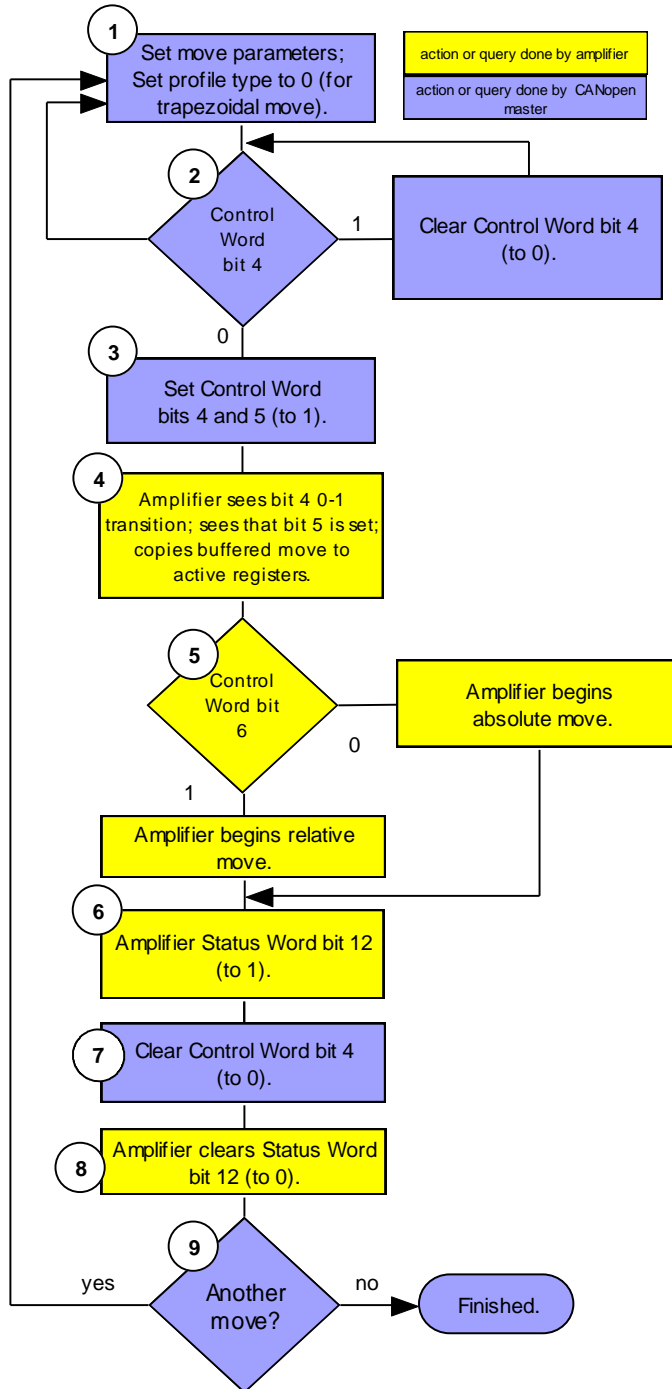 1
Set move parameters;
Set profile type to 0 (for
trapezoidal move).
action or query done by amplifier
action or query done by CANopen
master
2
Control
Word
bit 4
1
Clear Control Word bit 4
(to 0).
0
3
Set Control Word
bits 4 and 5 (to 1).
4
Amplifier sees bit 4 0-1
transition; sees that bit 5 is set;
copies buffered move to
active registers.
5
Control
Word bit
6
0
Amplifier begins
absolute move.
1
Amplifier begins relative
move.
6
Amplifier Status Word bit 12
(to 1).
7
Clear Control Word bit 4
(to 0).
8
Amplifier clears Status Word
bit 12 (to 0).
9
yes
Another
move?
no
Finished.